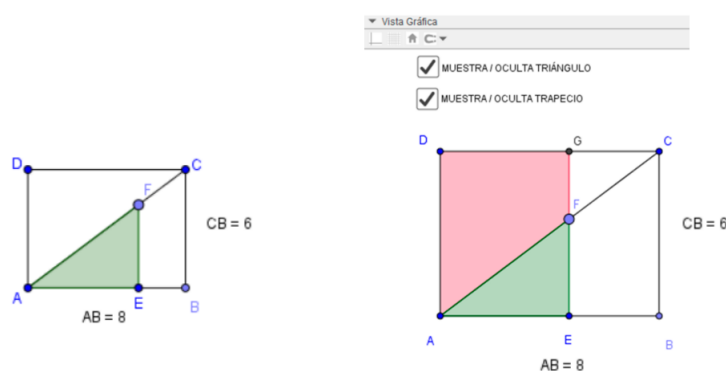 Vista Gráfica
MUESTRA / OCULTA TRIÁNGULO
MUESTRA / OCULTA TRAPECIO
D
C
F
CB = 6
A
E
B
AB = 8
D
G
C
F
CB = 6
A
E
B
AB = 8